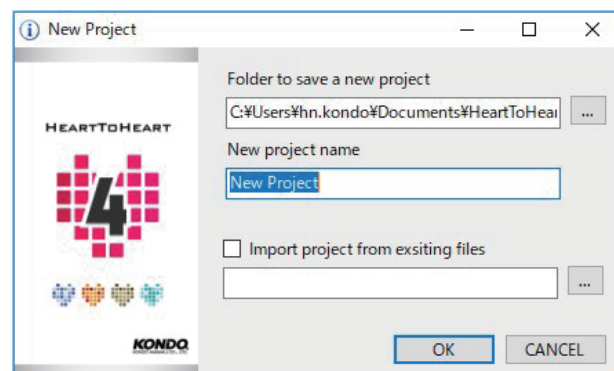 New Project
Folder to save a new project
C:¥Users¥hn.kondo¥Documents¥HeartToHear
...
New project name
New Project
Import project from exsiting files
...
OK
CANCEL
HEARTTOHEART
4
KONDO